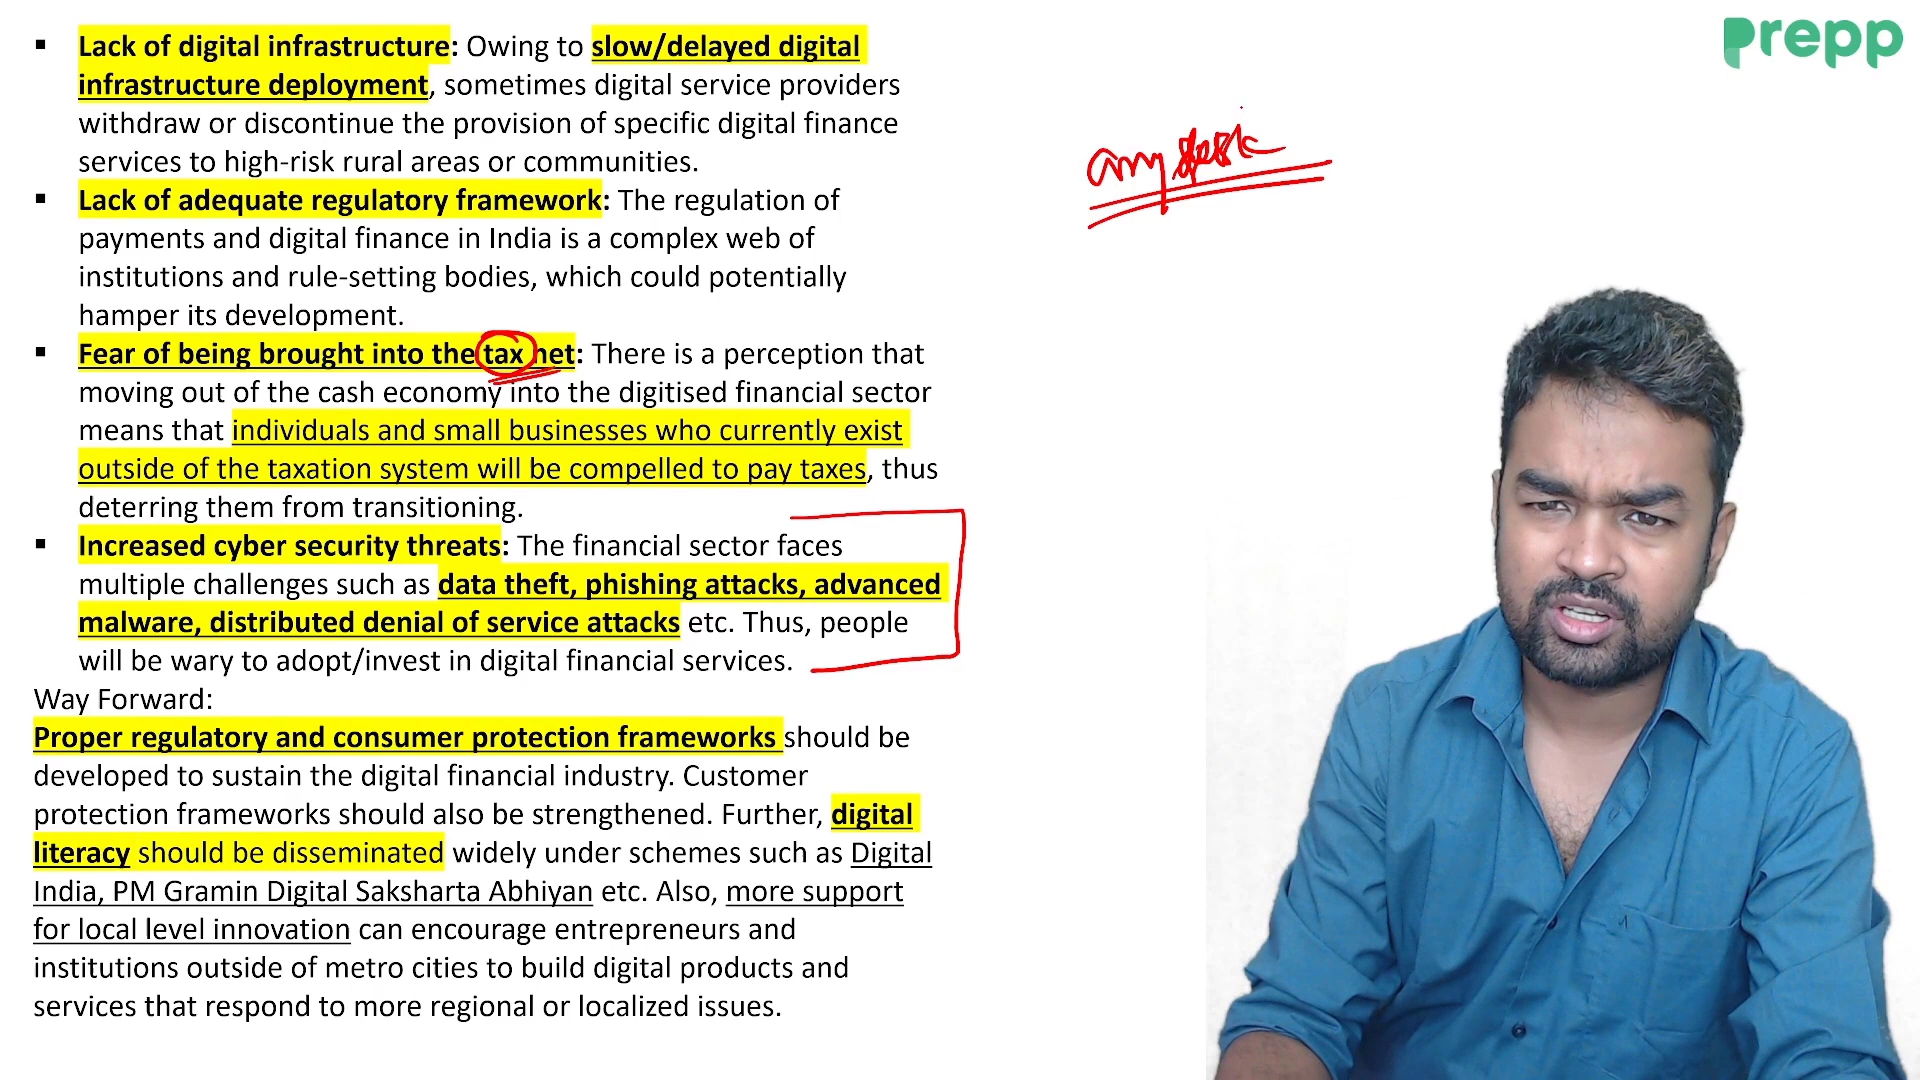 ▪ Lack of digital infrastructure: Owing to slow/delayed digital
infrastructure deployment, sometimes digital service providers
withdraw or discontinue the provision of specific digital finance
services to high-risk rural areas or communities.
▪ Lack of adequate regulatory framework: The regulation of
payments and digital finance in India is a complex web of
institutions and rule-setting bodies, which could potentially
hamper its development.
▪ Fear of being brought into the tax net: There is a perception that
moving out of the cash economy into the digitised financial sector
means that individuals and small businesses who currently exist
outside of the taxation system will be compelled to pay taxes, thus
deterring them from transitioning.
▪ Increased cyber security threats: The financial sector faces
multiple challenges such as data theft, phishing attacks, advanced
malware, distributed denial of service attacks etc. Thus, people
will be wary to adopt/invest in digital financial services.
Way Forward:
Proper regulatory and consumer protection frameworks should be
developed to sustain the digital financial industry. Customer
protection frameworks should also be strengthened. Further, digital
literacy should be disseminated widely under schemes such as Digital
India, PM Gramin Digital Saksharta Abhiyan etc. Also, more support
for local level innovation can encourage entrepreneurs and
institutions outside of metro cities to build digital products and
services that respond to more regional or localized issues.
prepp
any desk